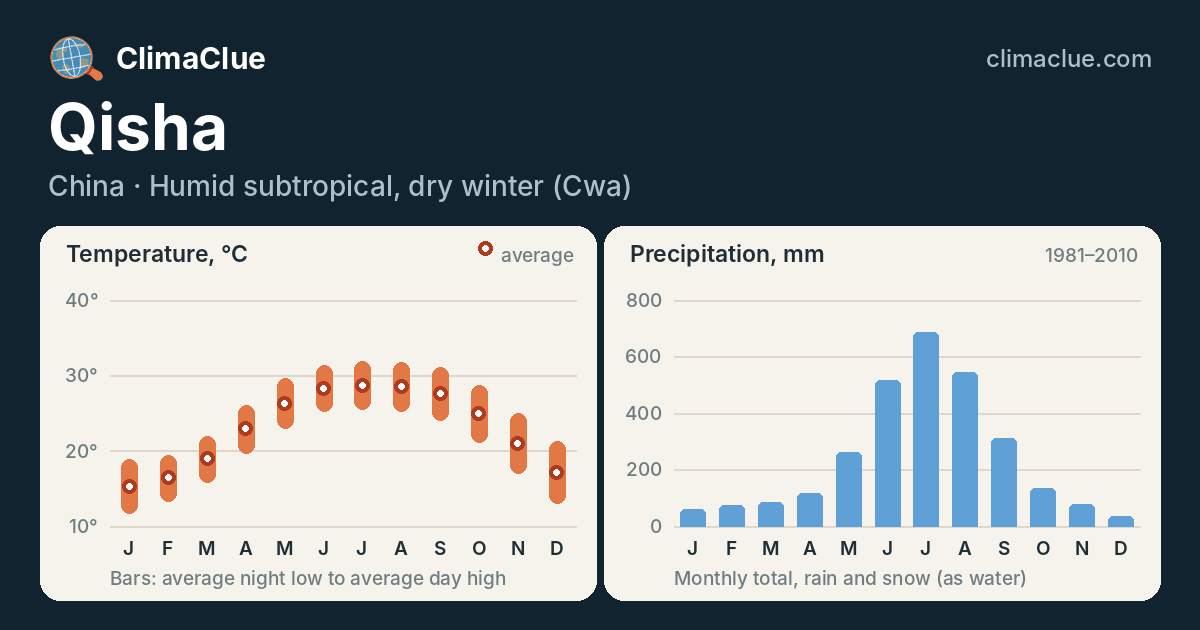 ClimaClue
climaclue.com
Qisha
China · Humid subtropical, dry winter (Cwa)
Temperature, °C
average
40°
30°
20°
10°
J F M A M J J A S O N D
Bars: average night low to average day high
Precipitation, mm
1981–2010
800
600
400
200
0
J F M A M J J A S O N D
Monthly total, rain and snow (as water)